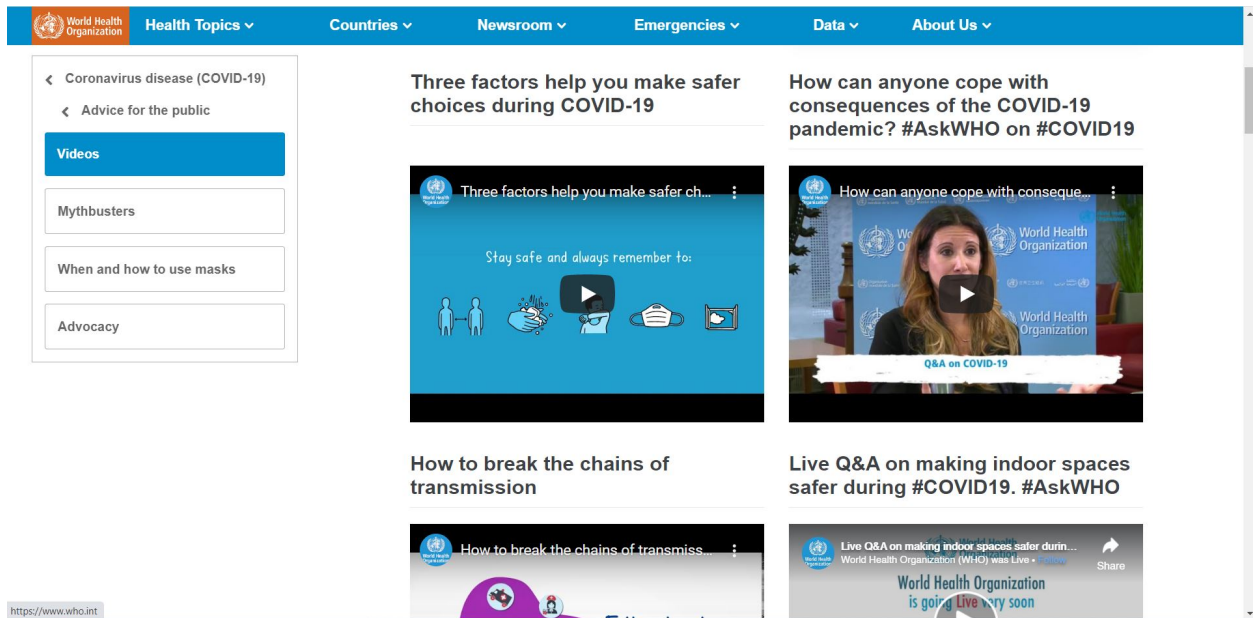 World Health
Organization
Health Topics
Countries
Newsroom
Emergencies
Data
About Us
Coronavirus disease (COVID-19)
Advice for the public
Videos
Mythbusters
When and how to use masks
Advocacy
Three factors help you make safer
choices during COVID-19
Three factors help you make safer ch...
Stay safe and always remember to:
How can anyone cope with
consequences of the COVID-19
pandemic? #AskWHO on #COVID19
How can anyone cope with conseque...
World Health
Organization
World Health
Organization
Q&A on COVID-19
How to break the chains of
transmission
How to break the chains of transmiss...
Live Q&A on making indoor spaces
safer during #COVID19. #AskWHO
Live Q&A on making indoor spaces safer durin...
World Health Organization (WHO) was Live •
Share
World Health Organization
is going Live very soon
https://www.who.int